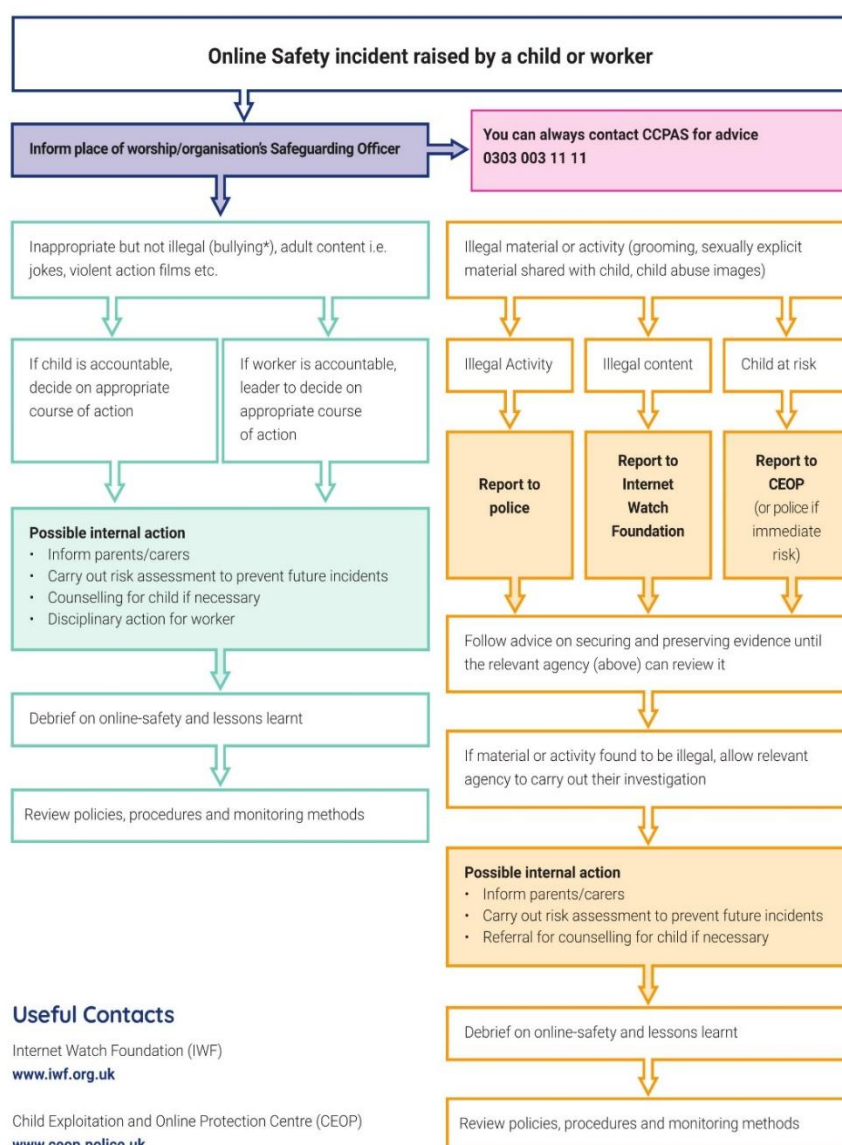 Online Safety incident raised by a child or worker
Inform place of worship/organisation's Safeguarding Officer
You can always contact CCPAS for advice
0303 003 11 11
Inappropriate but not illegal (bullying*), adult content i.e.
jokes, violent action films etc.
If child is accountable,
decide on appropriate
course of action
If worker is accountable,
leader to decide on
appropriate course
of action
Possible internal action
• Inform parents/carers
• Carry out risk assessment to prevent future incidents
• Counselling for child if necessary
• Disciplinary action for worker
Debrief on online-safety and lessons learnt
Review policies, procedures and monitoring methods
Illegal material or activity (grooming, sexually explicit
material shared with child, child abuse images)
Illegal Activity
Illegal content
Child at risk
Report to
police
Report to
Internet
Watch
Foundation
Report to
CEOP
(or police if
immediate
risk)
Follow advice on securing and preserving evidence until
the relevant agency (above) can review it
If material or activity found to be illegal, allow relevant
agency to carry out their investigation
Possible internal action
• Inform parents/carers
• Carry out risk assessment to prevent future incidents
• Referral for counselling for child if necessary
Debrief on online-safety and lessons learnt
Review policies, procedures and monitoring methods
Useful Contacts
Internet Watch Foundation (IWF)
www.iwf.org.uk
Child Exploitation and Online Protection Centre (CEOP)
www.ceop.police.uk